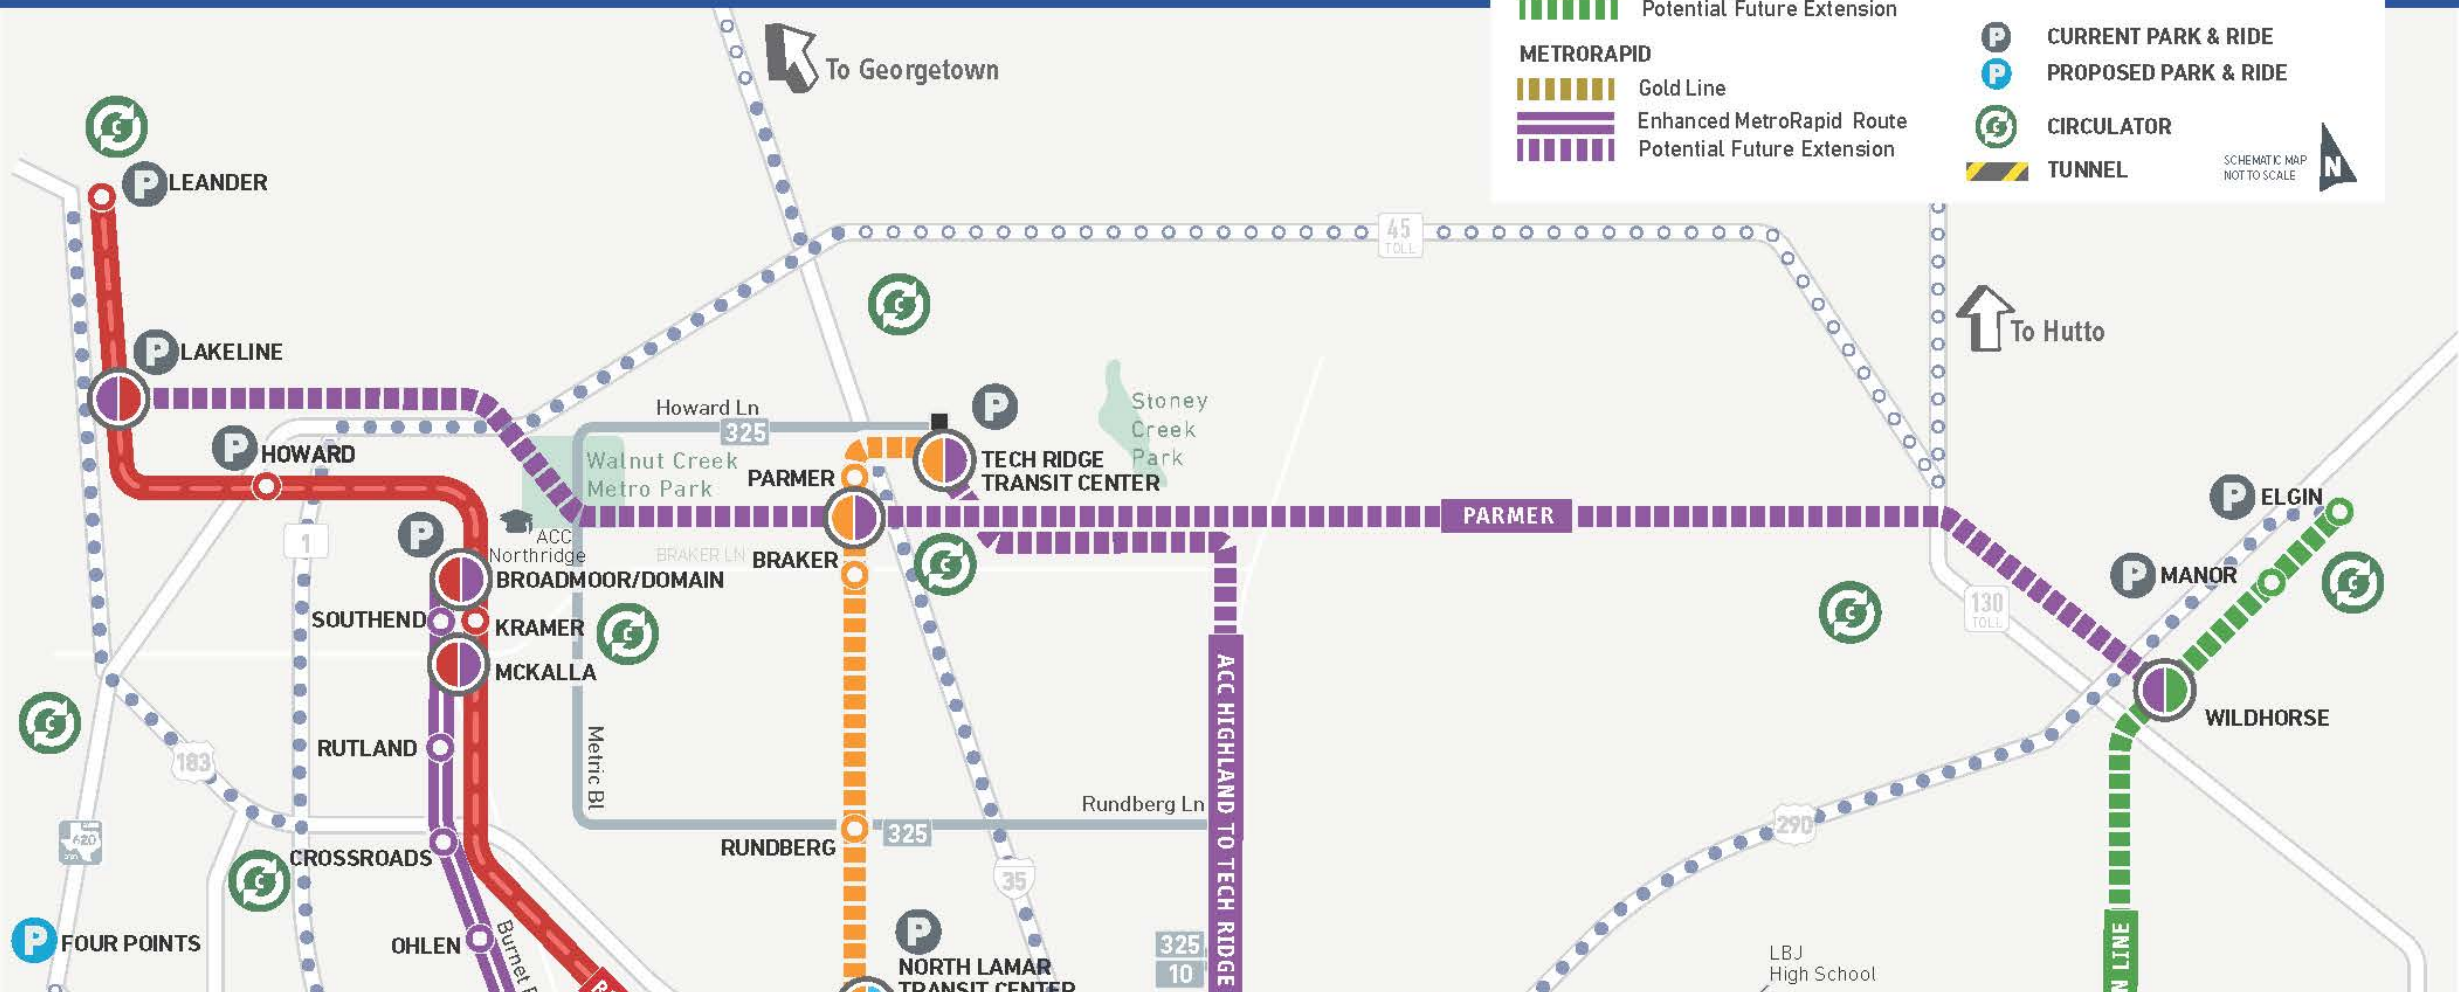 Potential Future Extension
METRORAPID
Gold Line
Enhanced MetroRapid Route
Potential Future Extension
P CURRENT PARK & RIDE
P PROPOSED PARK & RIDE
C CIRCULATOR
TUNNEL
SCHEMATIC MAP
NOT TO SCALE
N
To Georgetown
C
P LEANDER
45
TOLL
C
To Hutto
P LAKELINE
Howard Ln
325
P
Stoney
Creek
Park
P HOWARD
Walnut Creek
Metro Park
PARMER
TECH RIDGE
TRANSIT CENTER
P ELGIN
PARMER
1
P
ACC
Northridge
BRAKER LN
BRAKER
C
P MANOR
C
BROADMOOR/DOMAIN
130
TOLL
C
SOUTHEND
KRAMER
C
MCKALLA
ACC HIGHLAND TO TECH RIDGE
C
WILDHORSE
RUTLAND
183
Metric Bl
Rundberg Ln
620
325
290
RUNDBERG
CROSSROADS
C
35
P
P FOUR POINTS
OHLEN
Burnet
325
10
NORTH LAMAR
TRANSIT CENTER
LBJ
High School
N LINE